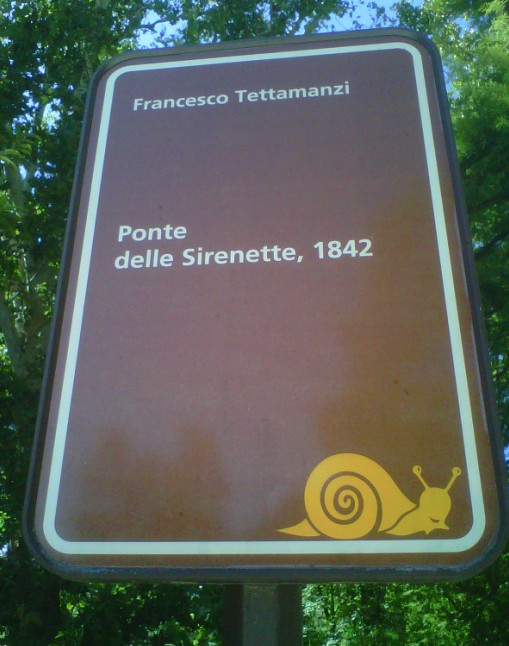 Francesco Tettamanzi
Ponte
delle Sirenette, 1842